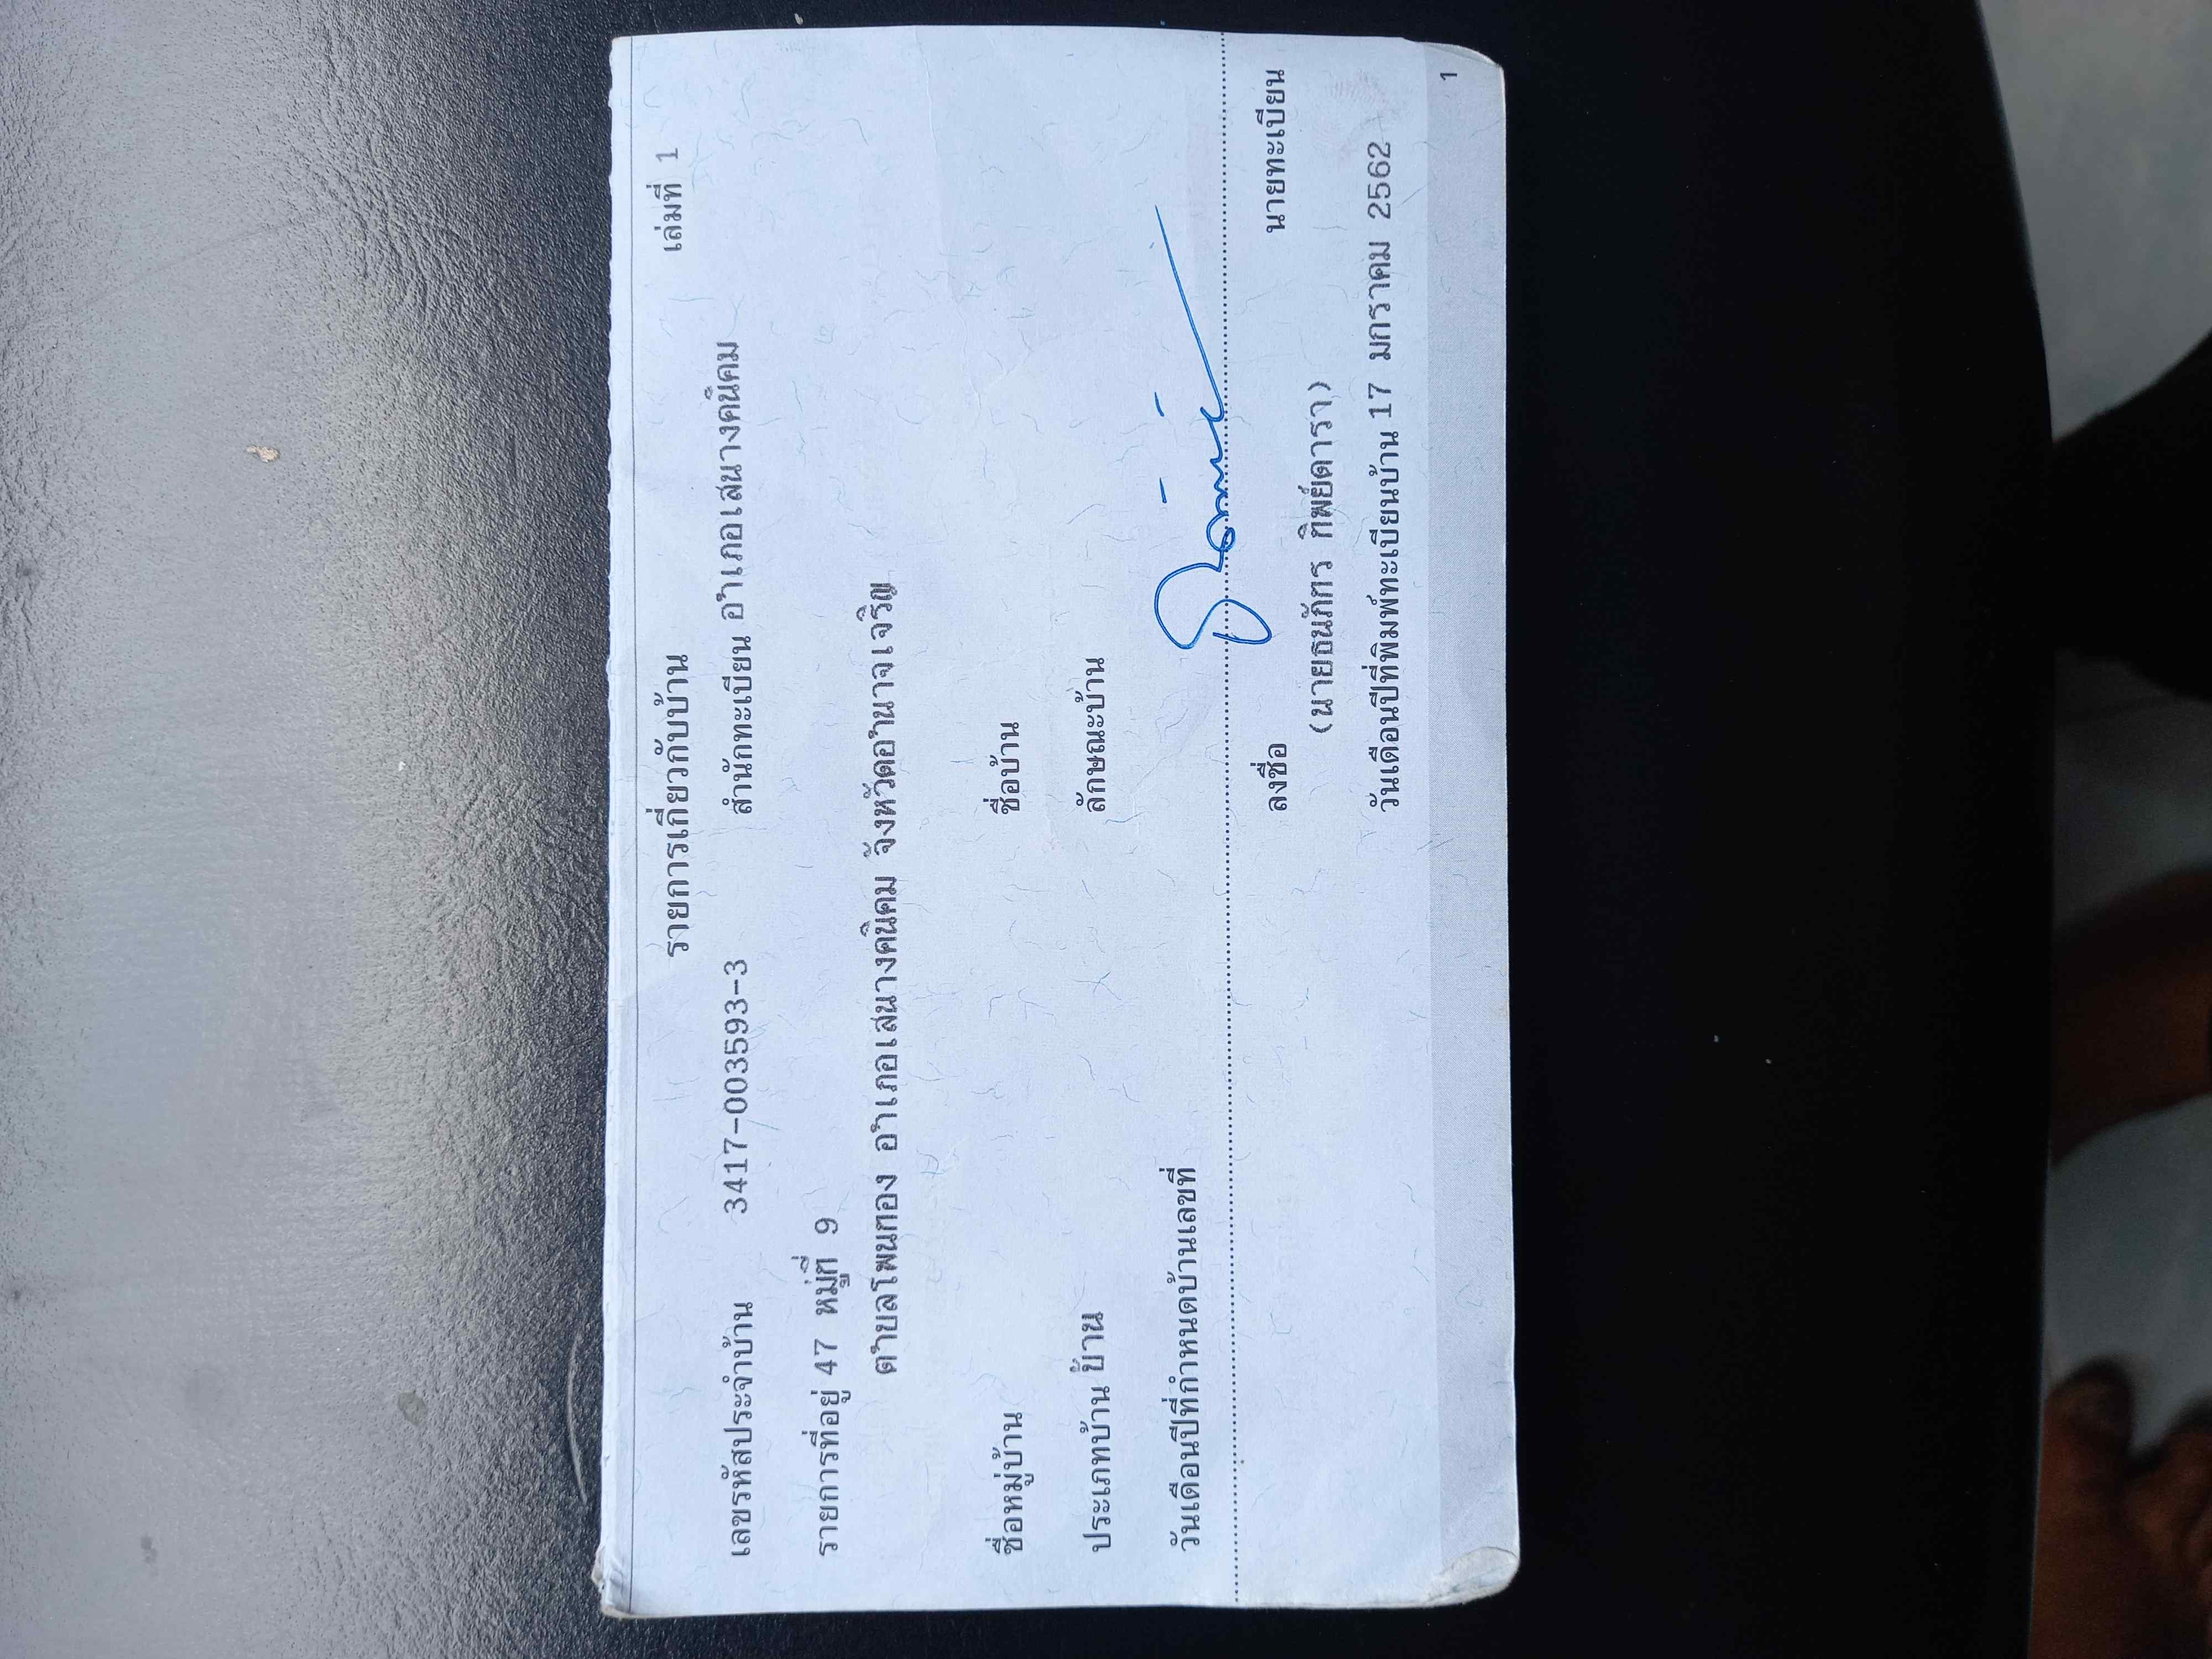 รายการเกี่ยวกับบ้าน เล่มที่ 1
เลขรหัสประจำบ้าน 3417-003593-3 สำนักทะเบียน อำเภอเสนางคนิคม
รายการที่อยู่ 47 หมู่ที่ 9
ตำบลโพนทอง อำเภอเสนางคนิคม จังหวัดอำนาจเจริญ
ชื่อหมู่บ้าน ชื่อบ้าน
ประเภทบ้าน บ้าน ลักษณะบ้าน
วันเดือนปีที่กำหนดบ้านเลขที่
ลงชื่อ นายทะเบียน
(นายธนภัทร ทิพย์ดารา)
วันเดือนปีที่พิมพ์ทะเบียนบ้าน 17 มกราคม 2562
1